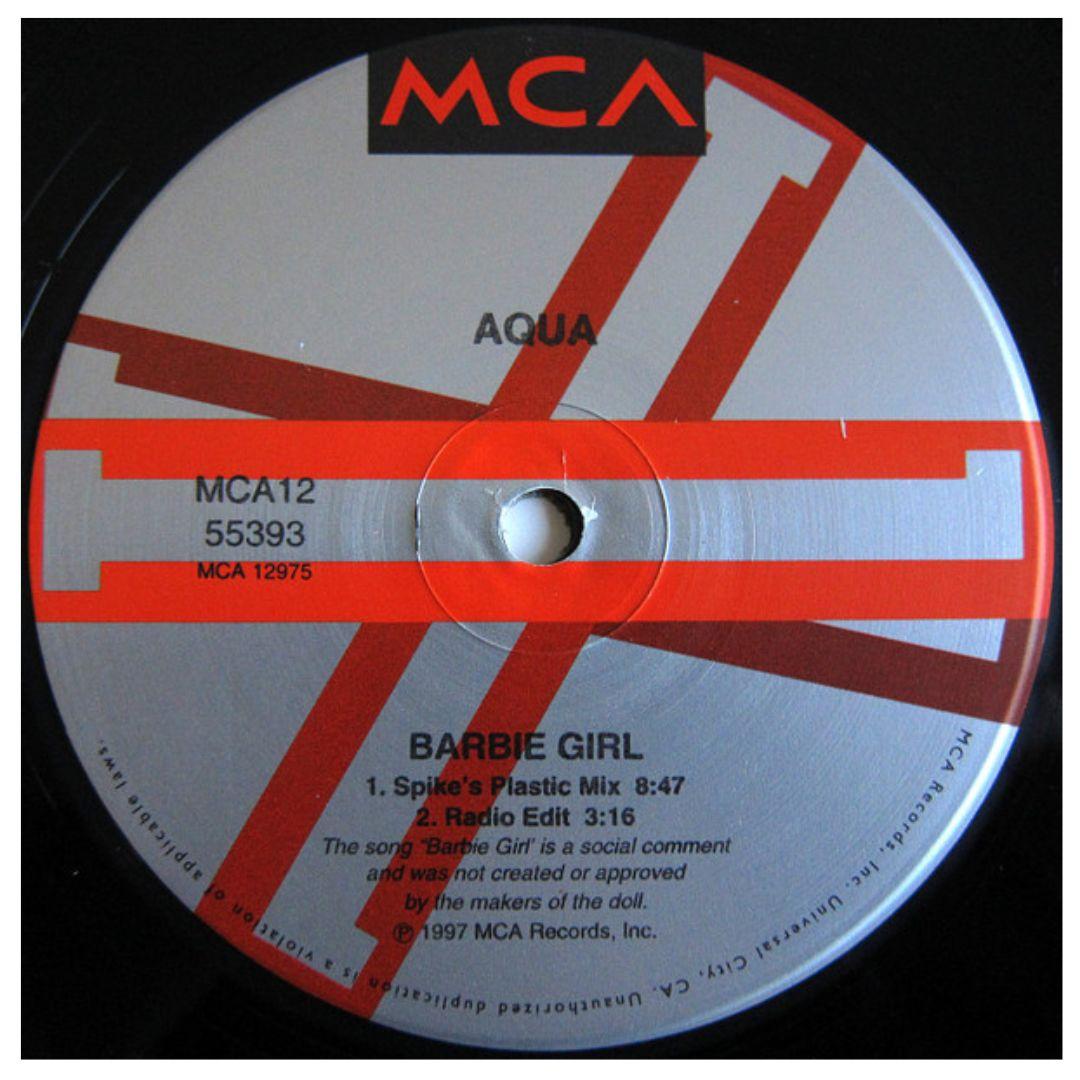 MCA
AQUA
MCA12
55393
MCA 12975
BARBIE GIRL
1. Spike's Plastic Mix 8:47
2. Radio Edit 3:16
The song "Barbie Girl' is a social comment
and was not created or approved
by the makers of the doll.
℗ 1997 MCA Records, Inc.
MCA Records, Inc. Universal City, CA. Unauthorized duplication is a violation of applicable laws.